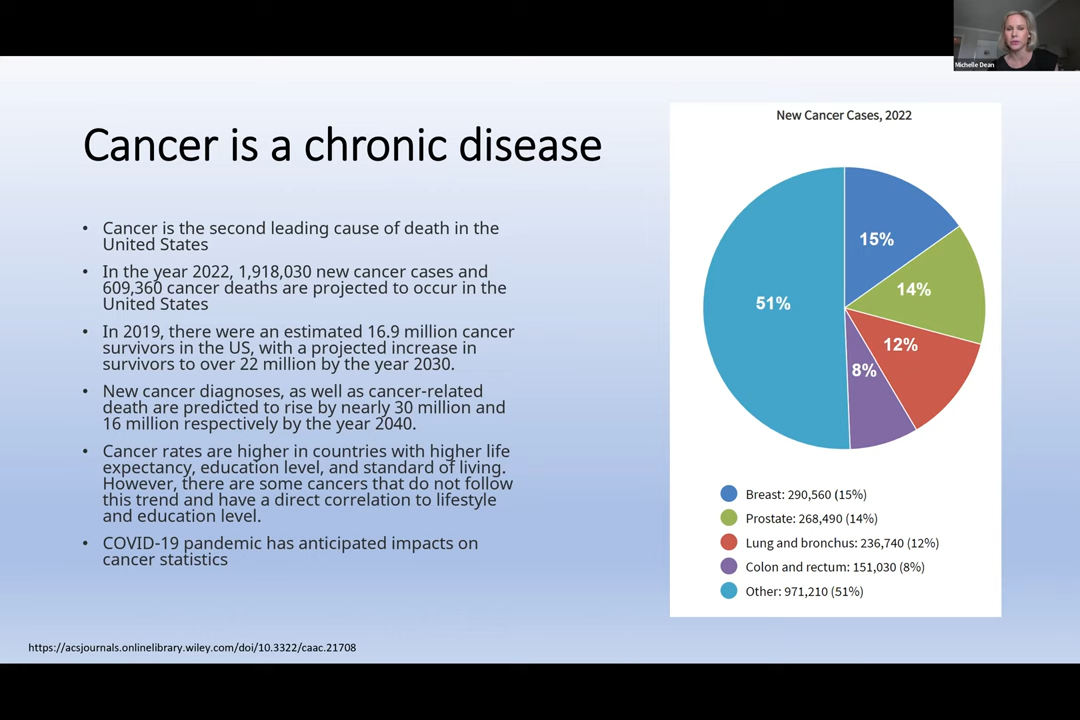 Michelle Dean
Cancer is a chronic disease
• Cancer is the second leading cause of death in the
United States
• In the year 2022, 1,918,030 new cancer cases and
609,360 cancer deaths are projected to occur in the
United States
• In 2019, there were an estimated 16.9 million cancer
survivors in the US, with a projected increase in
survivors to over 22 million by the year 2030.
• New cancer diagnoses, as well as cancer-related
death are predicted to rise by nearly 30 million and
16 million respectively by the year 2040.
• Cancer rates are higher in countries with higher life
expectancy, education level, and standard of living.
However, there are some cancers that do not follow
this trend and have a direct correlation to lifestyle
and education level.
• COVID-19 pandemic has anticipated impacts on
cancer statistics
https://acsjournals.onlinelibrary.wiley.com/doi/10.3322/caac.21708
New Cancer Cases, 2022
15%
14%
51%
12%
8%
Breast: 290,560 (15%)
Prostate: 268,490 (14%)
Lung and bronchus: 236,740 (12%)
Colon and rectum: 151,030 (8%)
Other: 971,210 (51%)